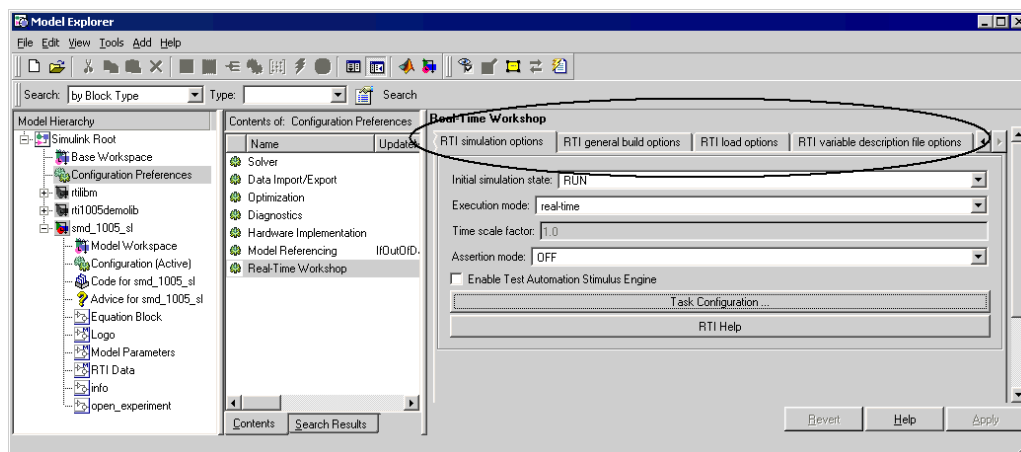 Model Explorer
File Edit View Tools Add Help
Search: by Block Type Type: Search
Model Hierarchy
Simulink Root
Base Workspace
Configuration Preferences
rtilibm
rti1005demolib
smd_1005_sl
Model Workspace
Configuration (Active)
Code for smd_1005_sl
Advice for smd_1005_sl
Equation Block
Logo
Model Parameters
RTI Data
info
open_experiment
Contents of: Configuration Preferences
Name Update
Solver
Data Import/Export
Optimization
Diagnostics
Hardware Implementation
Model Referencing IfOutOfD.
Real-Time Workshop
Contents Search Results
Real-Time Workshop
RTI simulation options RTI general build options RTI load options RTI variable description file options
Initial simulation state: RUN
Execution mode: real-time
Time scale factor: 1.0
Assertion mode: OFF
Enable Test Automation Stimulus Engine
Task Configuration ...
RTI Help
Revert Help Apply